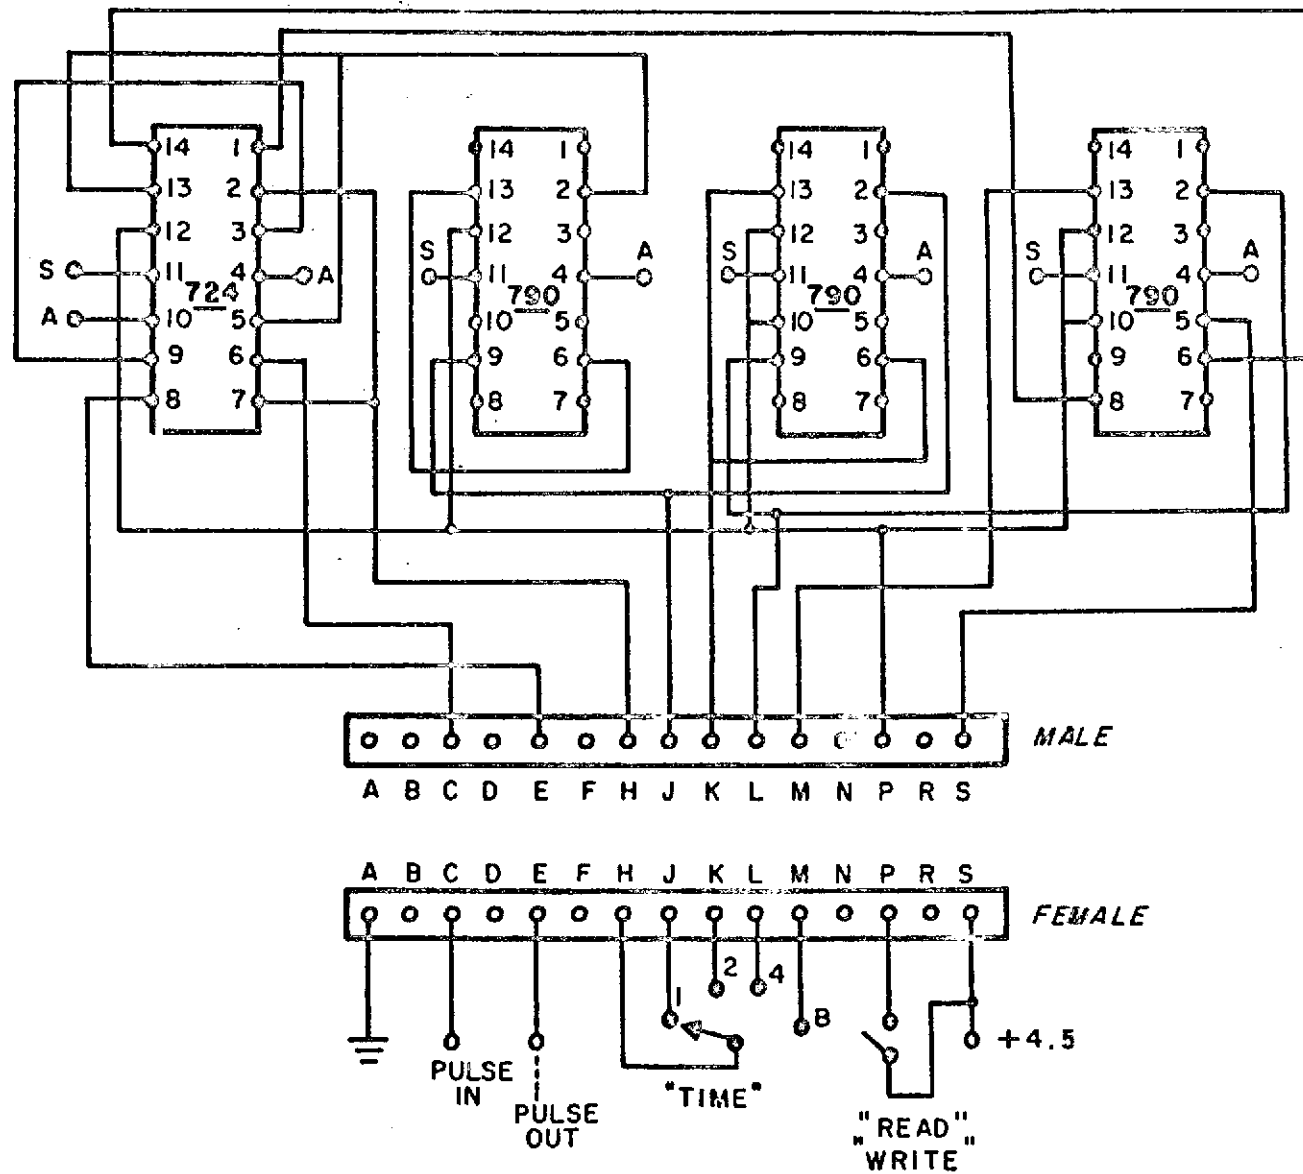 14 1 14 1 14 1 14 1
13 2 13 2 13 2 13 2
12 3 12 3 12 3 12 3
S 11 4 A S 11 4 A S 11 4 A S 11 4 A
724 790 790 790
A 10 5 10 5 10 5 10 5
9 6 9 6 9 6 9 6
8 7 8 7 8 7 8 7
MALE
A B C D E F H J K L M N P R S
A B C D E F H J K L M N P R S
FEMALE
2 4
1 8
+4.5
PULSE IN
"TIME"
PULSE OUT
"READ"
"WRITE"